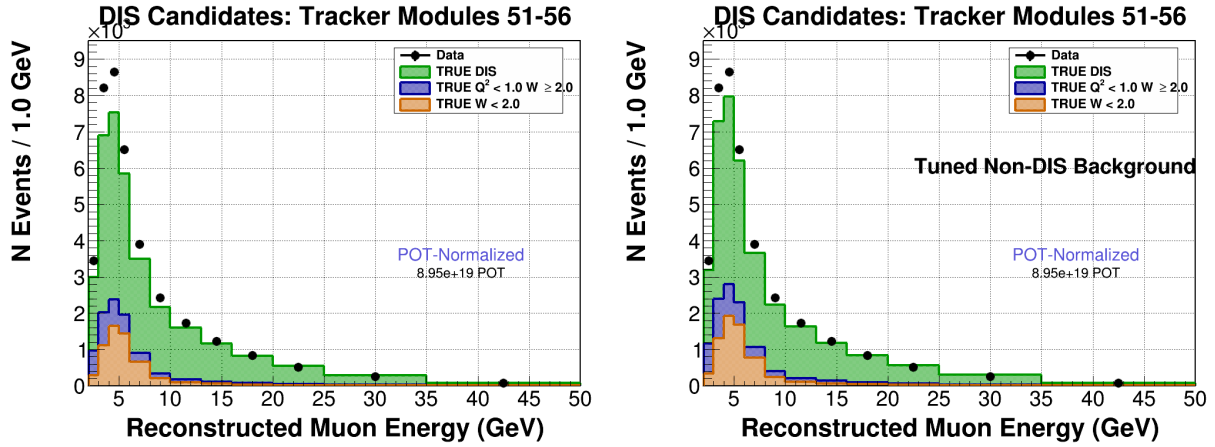 DIS Candidates: Tracker Modules 51-56
×10³
N Events / 1.0 GeV
9
8
7
6
5
4
3
2
1
0
Data
TRUE DIS
TRUE Q² < 1.0 W ≥ 2.0
TRUE W < 2.0
POT-Normalized
8.95e+19 POT
5 10 15 20 25 30 35 40 45 50
Reconstructed Muon Energy (GeV)
DIS Candidates: Tracker Modules 51-56
×10³
N Events / 1.0 GeV
9
8
7
6
5
4
3
2
1
0
Data
TRUE DIS
TRUE Q² < 1.0 W ≥ 2.0
TRUE W < 2.0
Tuned Non-DIS Background
POT-Normalized
8.95e+19 POT
5 10 15 20 25 30 35 40 45 50
Reconstructed Muon Energy (GeV)